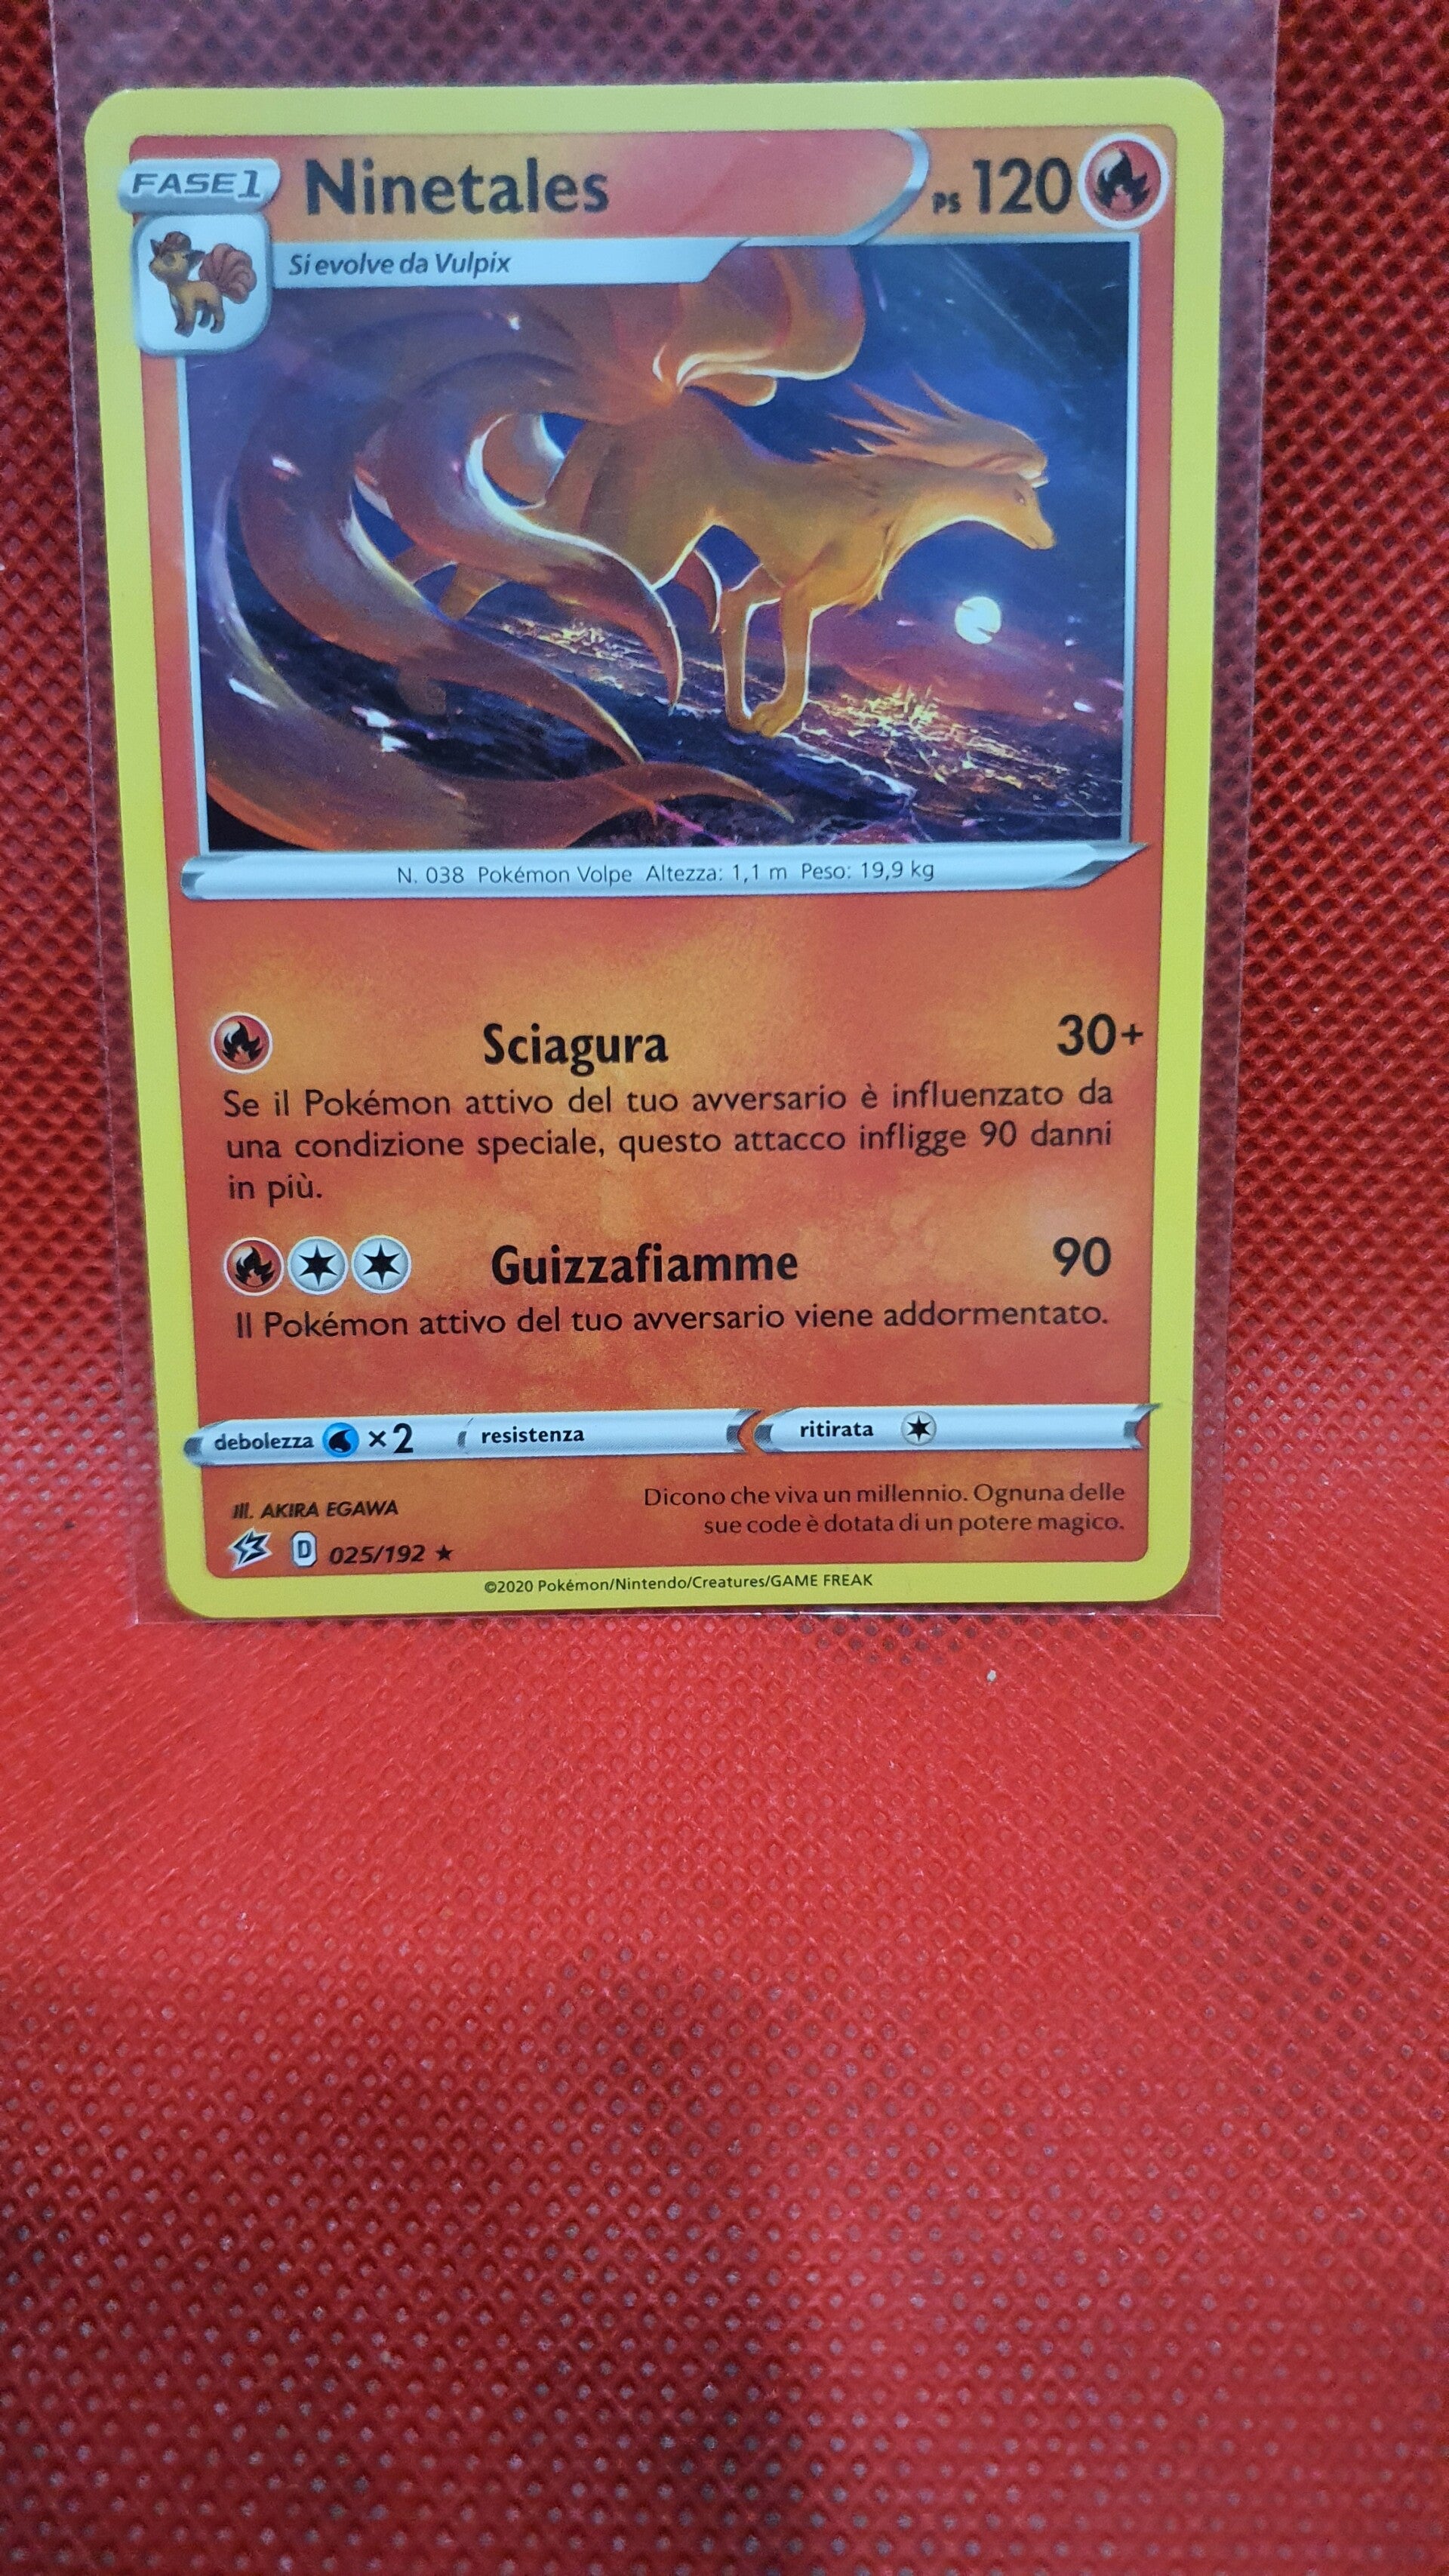 FASE 1
Ninetales
PS 120
Si evolve da Vulpix
N. 038 Pokémon Volpe Altezza: 1,1 m Peso: 19,9 kg
Sciagura 30+
Se il Pokémon attivo del tuo avversario è influenzato da
una condizione speciale, questo attacco infligge 90 danni
in più.
Guizzafiamme 90
Il Pokémon attivo del tuo avversario viene addormentato.
debolezza ×2 resistenza ritirata
Ill. AKIRA EGAWA
Dicono che viva un millennio. Ognuna delle
sue code è dotata di un potere magico.
D 025/192 ★
©2020 Pokémon/Nintendo/Creatures/GAME FREAK